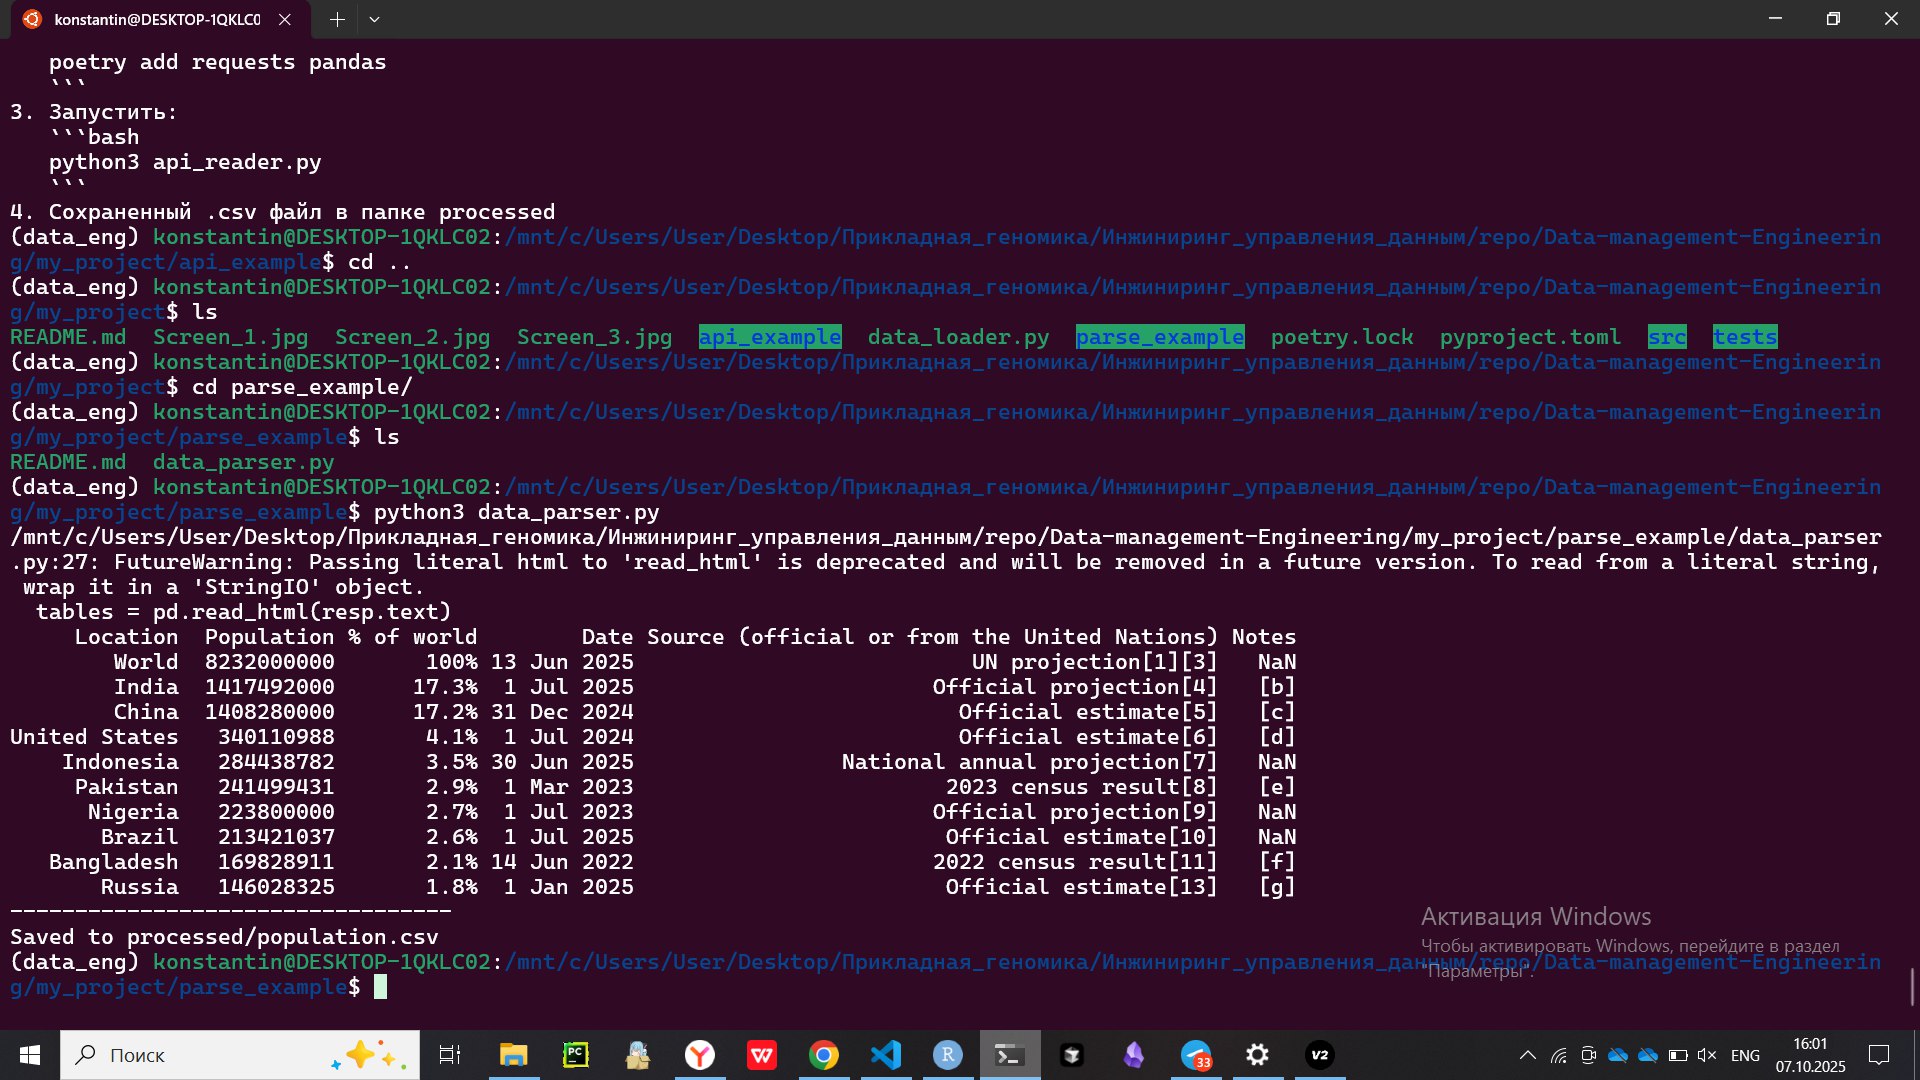 konstantin@DESKTOP-1QKLC0
poetry add requests pandas
```
3. Запустить:
```bash
python3 api_reader.py
```
4. Сохраненный .csv файл в папке processed
(data_eng) konstantin@DESKTOP-1QKLC02:/mnt/c/Users/User/Desktop/Прикладная_геномика/Инжиниринг_управления_данным/repo/Data-management-Engineerin
g/my_project/api_example$ cd ..
(data_eng) konstantin@DESKTOP-1QKLC02:/mnt/c/Users/User/Desktop/Прикладная_геномика/Инжиниринг_управления_данным/repo/Data-management-Engineerin
g/my_project$ ls
README.md  Screen_1.jpg  Screen_2.jpg  Screen_3.jpg  api_example  data_loader.py  parse_example  poetry.lock  pyproject.toml  src  tests
(data_eng) konstantin@DESKTOP-1QKLC02:/mnt/c/Users/User/Desktop/Прикладная_геномика/Инжиниринг_управления_данным/repo/Data-management-Engineerin
g/my_project$ cd parse_example/
(data_eng) konstantin@DESKTOP-1QKLC02:/mnt/c/Users/User/Desktop/Прикладная_геномика/Инжиниринг_управления_данным/repo/Data-management-Engineerin
g/my_project/parse_example$ ls
README.md  data_parser.py
(data_eng) konstantin@DESKTOP-1QKLC02:/mnt/c/Users/User/Desktop/Прикладная_геномика/Инжиниринг_управления_данным/repo/Data-management-Engineerin
g/my_project/parse_example$ python3 data_parser.py
/mnt/c/Users/User/Desktop/Прикладная_геномика/Инжиниринг_управления_данным/repo/Data-management-Engineering/my_project/parse_example/data_parser
.py:27: FutureWarning: Passing literal html to 'read_html' is deprecated and will be removed in a future version. To read from a literal string,
wrap it in a 'StringIO' object.
tables = pd.read_html(resp.text)
Location  Population % of world        Date Source (official or from the United Nations) Notes
World  8232000000       100% 13 Jun 2025                          UN projection[1][3]   NaN
India  1417492000      17.3%  1 Jul 2025                       Official projection[4]   [b]
China  1408280000      17.2% 31 Dec 2024                         Official estimate[5]   [c]
United States   340110988       4.1%  1 Jul 2024                         Official estimate[6]   [d]
Indonesia   284438782       3.5% 30 Jun 2025                National annual projection[7]   NaN
Pakistan   241499431       2.9%  1 Mar 2023                        2023 census result[8]   [e]
Nigeria   223800000       2.7%  1 Jul 2023                       Official projection[9]   NaN
Brazil   213421037       2.6%  1 Jul 2025                        Official estimate[10]   NaN
Bangladesh   169828911       2.1% 14 Jun 2022                       2022 census result[11]   [f]
Russia   146028325       1.8%  1 Jan 2025                        Official estimate[13]   [g]
----------------------------------
Saved to processed/population.csv
(data_eng) konstantin@DESKTOP-1QKLC02:/mnt/c/Users/User/Desktop/Прикладная_геномика/Инжиниринг_управления_данным/repo/Data-management-Engineerin
g/my_project/parse_example$
Активация Windows
Чтобы активировать Windows, перейдите в раздел
"Параметры".
Поиск
PC
R
33
V2
ENG
16:01
07.10.2025